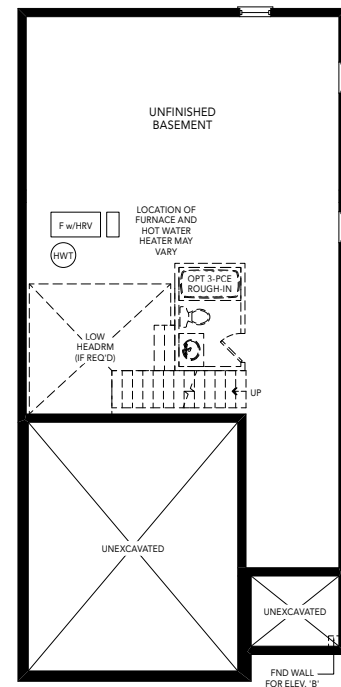 UNFINISHED
BASEMENT
LOCATION OF
FURNACE AND
HOT WATER
HEATER MAY
VARY
F w/HRV
HWT
OPT 3-PCE
ROUGH-IN
LOW
HEADRM
(IF REQ'D)
UP
UNEXCAVATED
UNEXCAVATED
FND WALL
FOR ELEV. 'B'